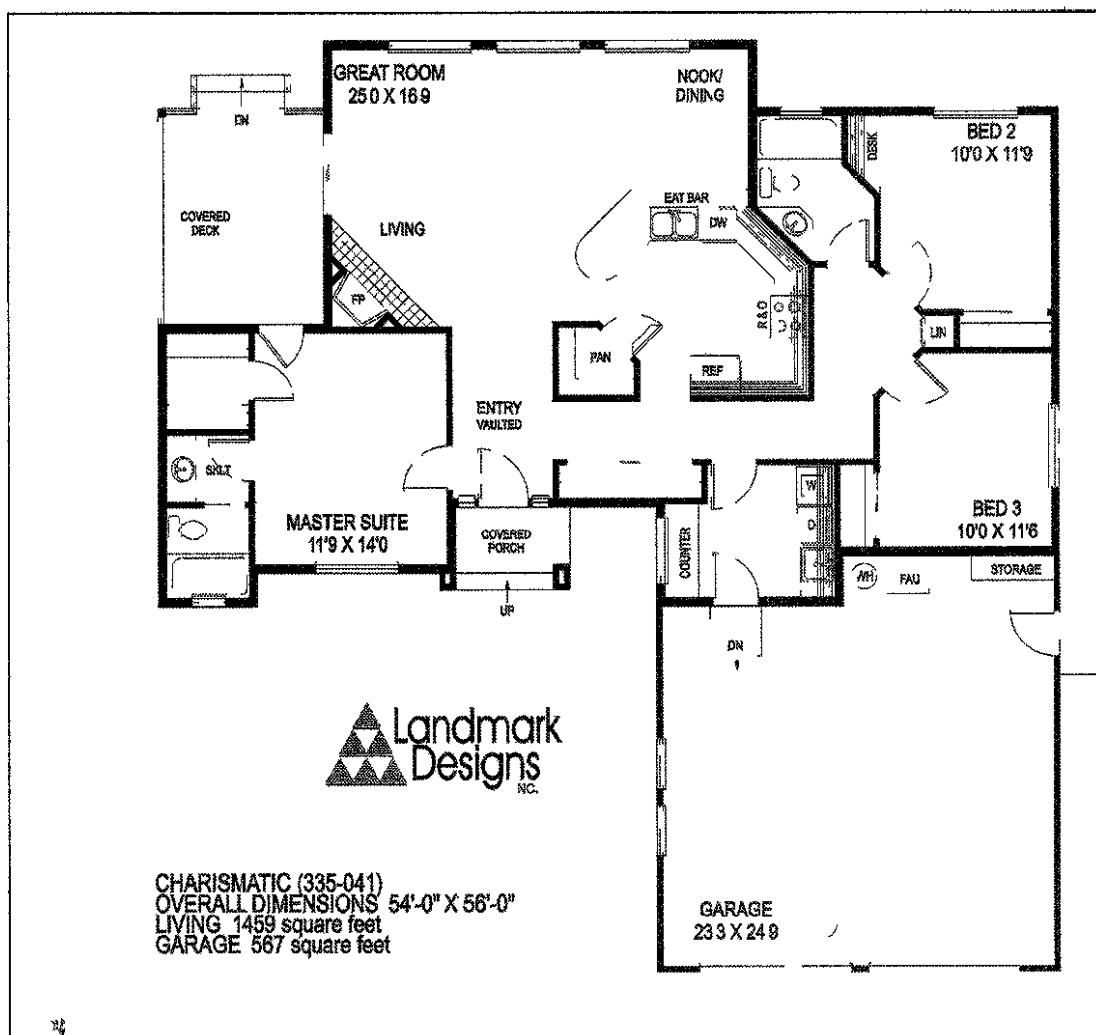 GREAT ROOM
25 0 X 16 9
NOOK/
DINING
DN
COVERED
DECK
LIVING
FP
EAT BAR
DW
DESK
BED 2
10'0 X 11'9
R & O
LIN
PAN
REF
ENTRY
VAULTED
SKLT
MASTER SUITE
11'9 X 14'0
COVERED
PORCH
UP
W
D
COUNTER
BED 3
10'0 X 11'6
WH
FAU
STORAGE
DN
Landmark
Designs
INC.
CHARISMATIC (335-041)
OVERALL DIMENSIONS 54'-0" X 56'-0"
LIVING 1459 square feet
GARAGE 567 square feet
GARAGE
23 3 X 24 9